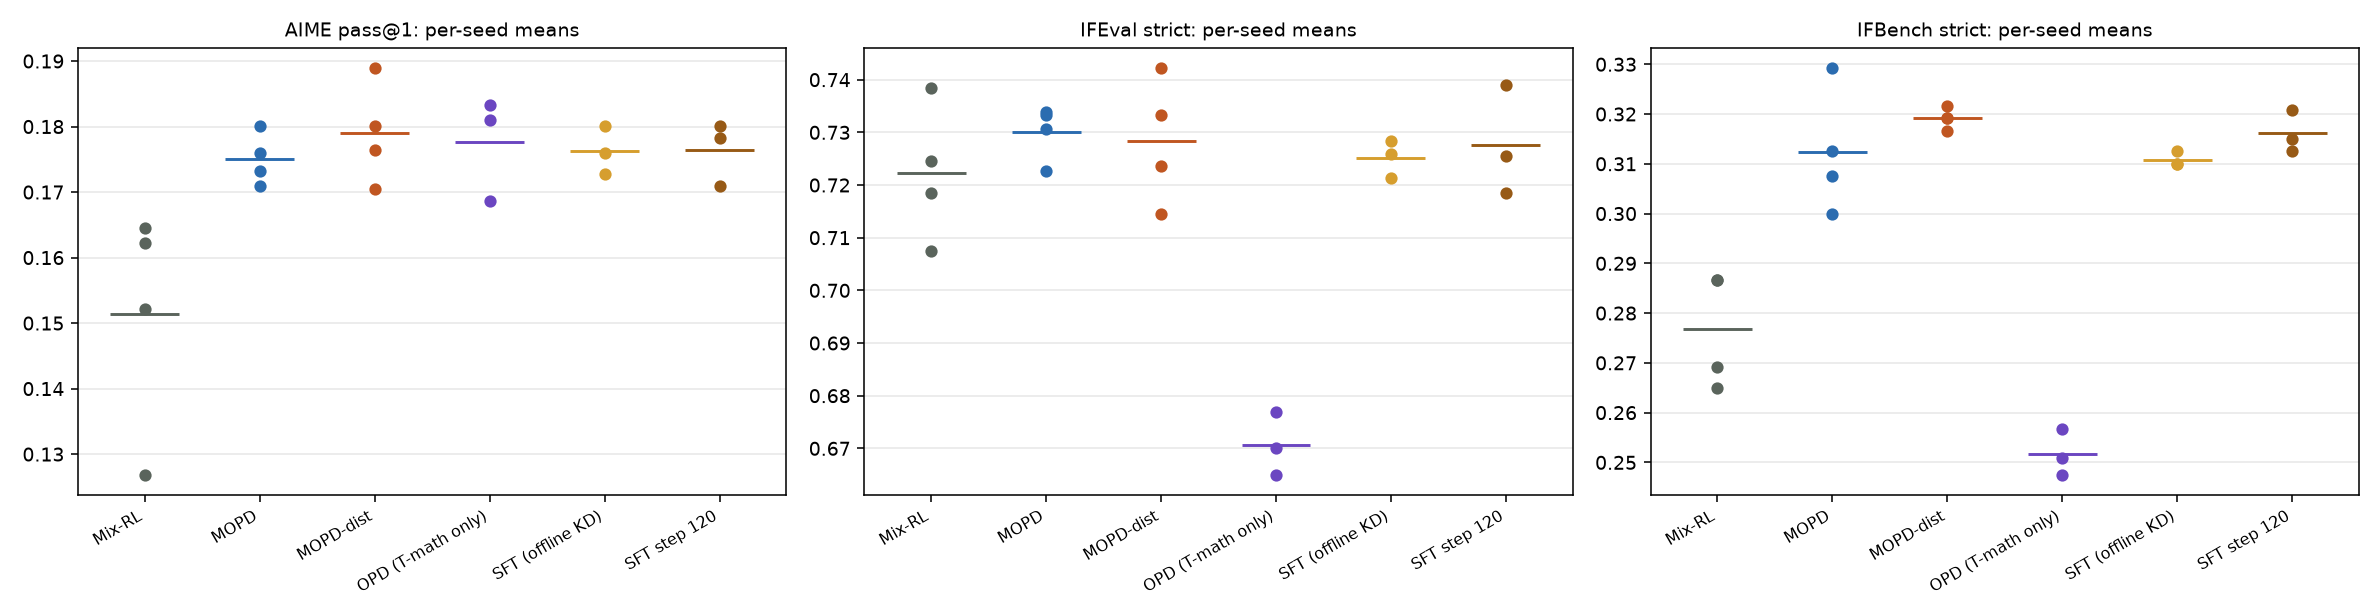 AIME pass@1: per-seed means
0.19
0.18
0.17
0.16
0.15
0.14
0.13
Mix-RL
MOPD
MOPD-dist
OPD (T-math only)
SFT (offline KD)
SFT step 120
IFEval strict: per-seed means
0.74
0.73
0.72
0.71
0.70
0.69
0.68
0.67
Mix-RL
MOPD
MOPD-dist
OPD (T-math only)
SFT (offline KD)
SFT step 120
IFBench strict: per-seed means
0.33
0.32
0.31
0.30
0.29
0.28
0.27
0.26
0.25
Mix-RL
MOPD
MOPD-dist
OPD (T-math only)
SFT (offline KD)
SFT step 120